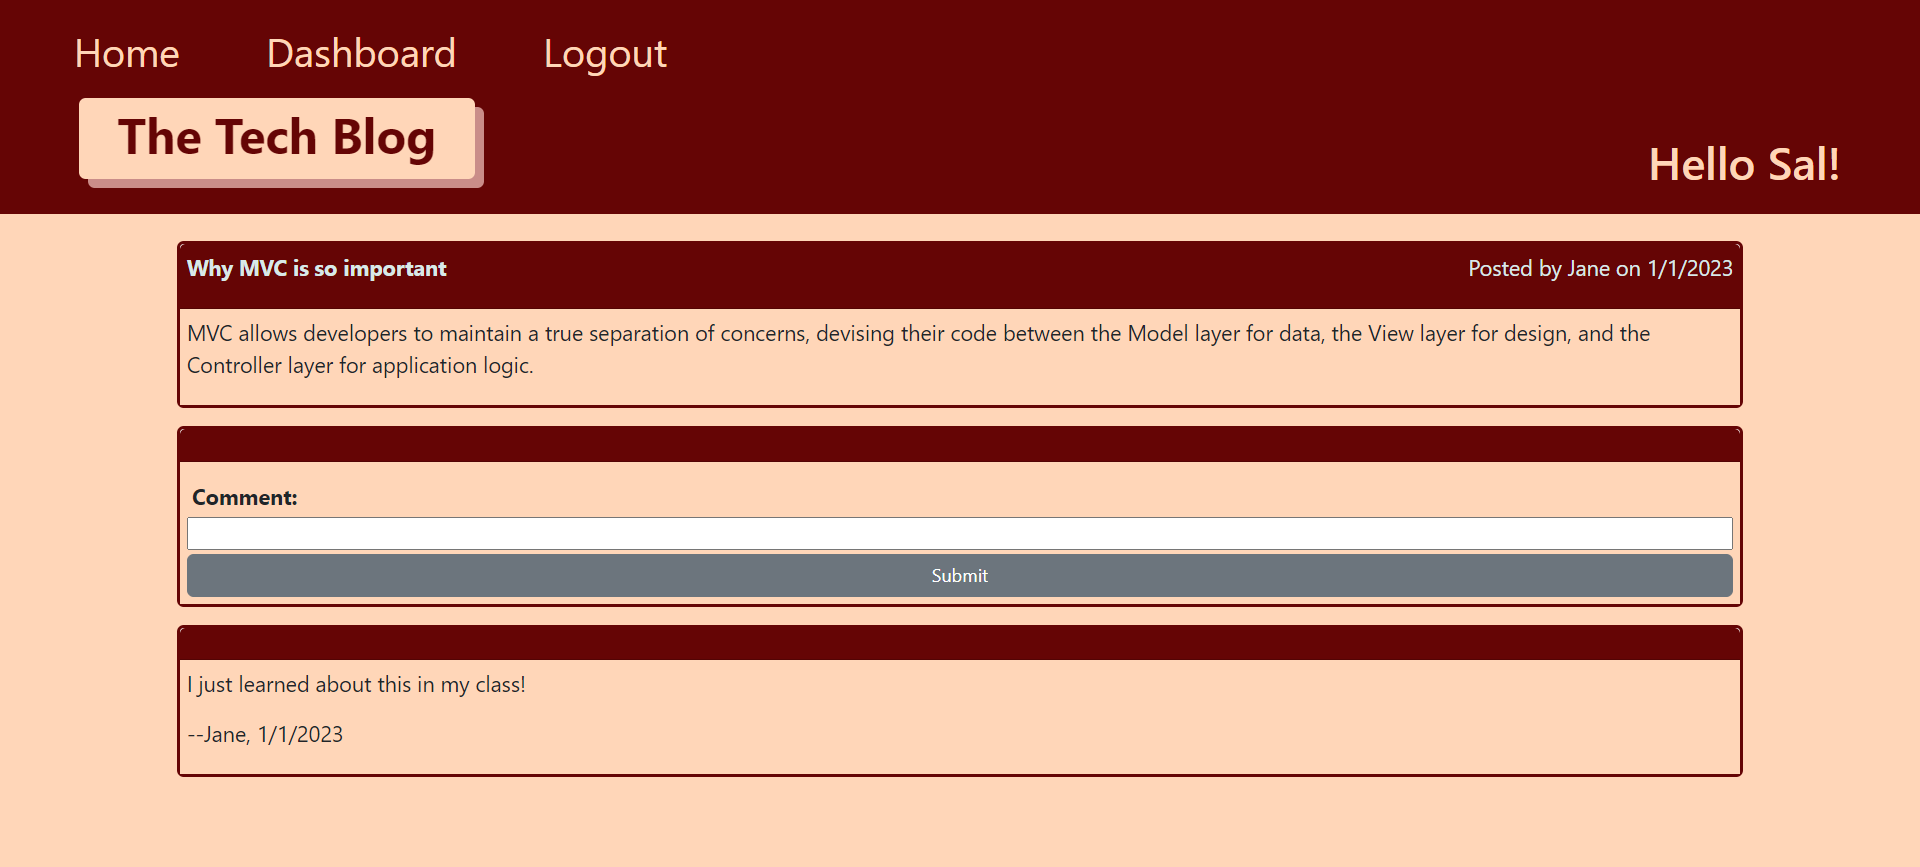 Home Dashboard Logout
The Tech Blog
Hello Sal!
Why MVC is so important
Posted by Jane on 1/1/2023
MVC allows developers to maintain a true separation of concerns, devising their code between the Model layer for data, the View layer for design, and the
Controller layer for application logic.
Comment:
Submit
I just learned about this in my class!
--Jane, 1/1/2023